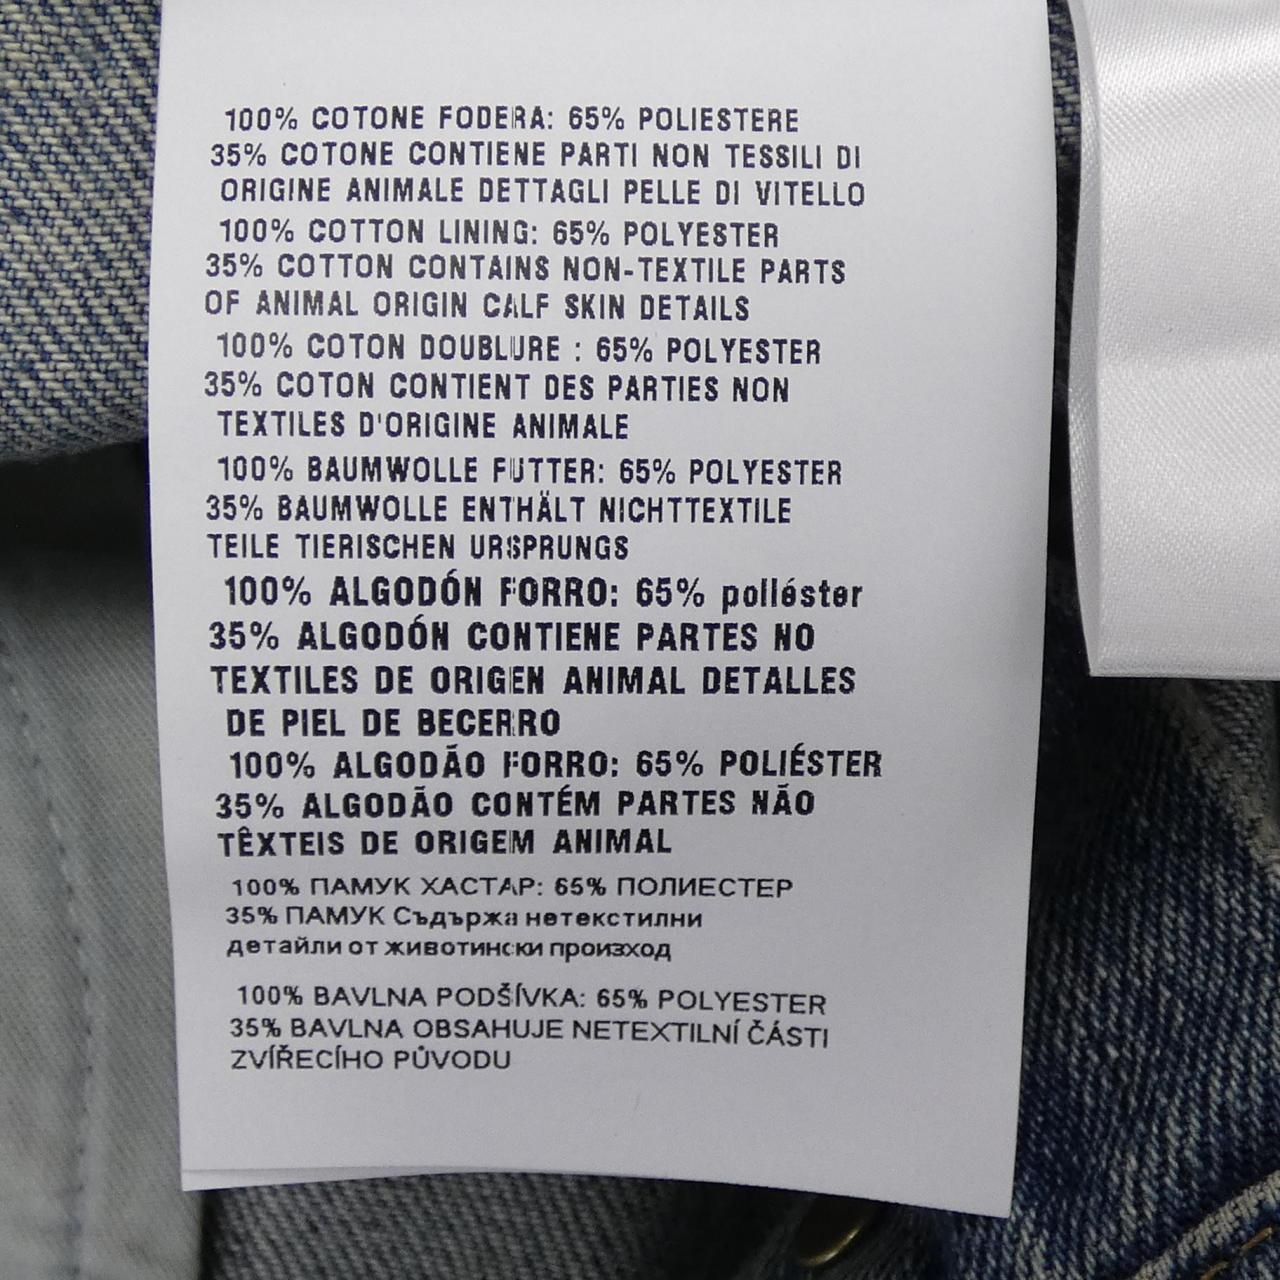 100% COTONE FODERA: 65% POLIESTERE
35% COTONE CONTIENE PARTI NON TESSILI DI
ORIGINE ANIMALE DETTAGLI PELLE DI VITELLO
100% COTTON LINING: 65% POLYESTER
35% COTTON CONTAINS NON-TEXTILE PARTS
OF ANIMAL ORIGIN CALF SKIN DETAILS
100% COTON DOUBLURE : 65% POLYESTER
35% COTON CONTIENT DES PARTIES NON
TEXTILES D'ORIGINE ANIMALE
100% BAUMWOLLE FUTTER: 65% POLYESTER
35% BAUMWOLLE ENTHÄLT NICHTTEXTILE
TEILE TIERISCHEN URSPRUNGS
100% ALGODÓN FORRO: 65% poliéster
35% ALGODÓN CONTIENE PARTES NO
TEXTILES DE ORIGEN ANIMAL DETALLES
DE PIEL DE BECERRO
100% ALGODÃO FORRO: 65% POLIÉSTER
35% ALGODÃO CONTÉM PARTES NÃO
TÊXTEIS DE ORIGEM ANIMAL
100% ПАМУК ХАСТАР: 65% ПОЛИЕСТЕР
35% ПАМУК Съдържа нетекстилни
детайли от животински произход
100% BAVLNA PODŠÍVKA: 65% POLYESTER
35% BAVLNA OBSAHUJE NETEXTILNÍ ČÁSTI
ZVÍŘECÍHO PŮVODU